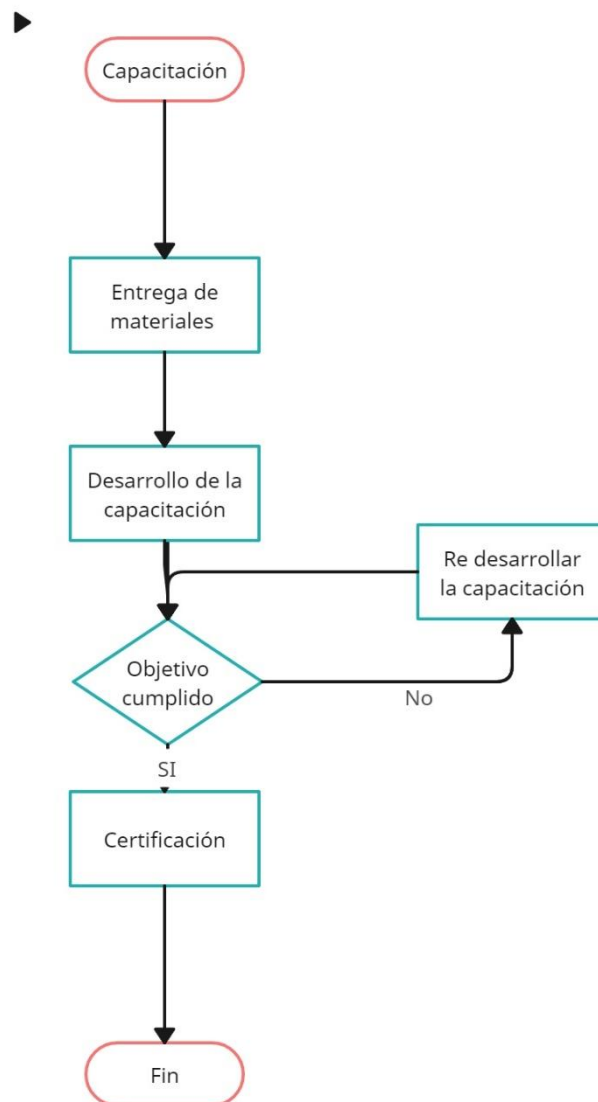 Capacitación
Entrega de
materiales
Desarrollo de la
capacitación
Re desarrollar
la capacitación
Objetivo
cumplido
No
SI
Certificación
Fin